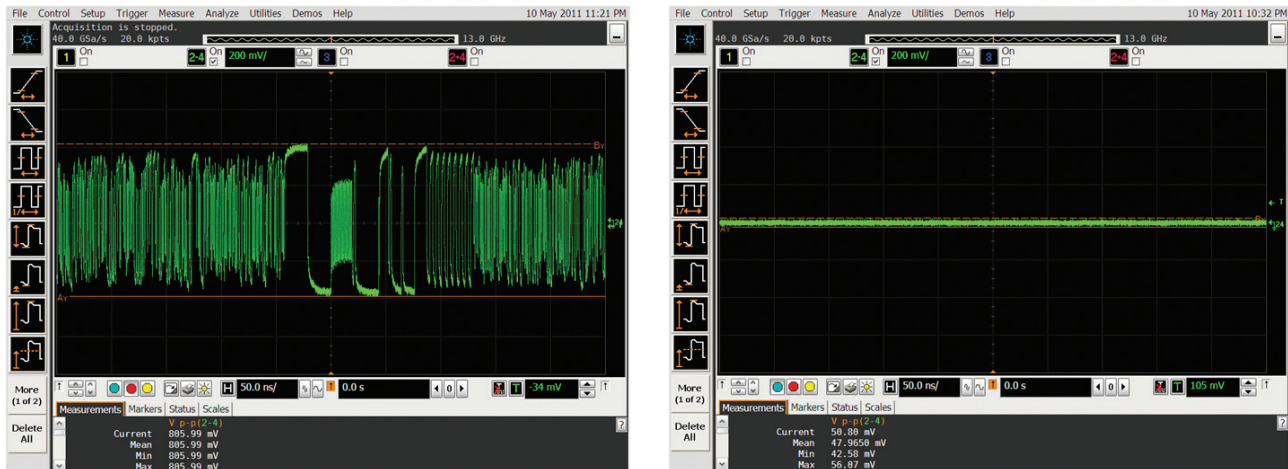 File Control Setup Trigger Measure Analyze Utilities Demos Help 10 May 2011 11:21 PM
Acquisition is stopped.
40.0 GSa/s 20.0 kpts 13.0 GHz
1 On 2-4 On 200 mV/ 3 On 2+4 On
By
24
Ay
More
(1 of 2)
Delete
All
H 50.0 ns/ 0.0 s 0 T -34 mV
Measurements Markers Status Scales
V p-p(2-4)
Current 805.99 mV
Mean 805.99 mV
Min 805.99 mV
Max 805.99 mV
File Control Setup Trigger Measure Analyze Utilities Demos Help 10 May 2011 10:32 PM
40.0 GSa/s 20.0 kpts 13.0 GHz
1 On 2-4 On 200 mV/ 3 On 2+4 On
T
24
Ay
More
(1 of 2)
Delete
All
H 50.0 ns/ 0.0 s 0 T 105 mV
Measurements Markers Status Scales
V p-p(2-4)
Current 50.80 mV
Mean 47.9650 mV
Min 42.58 mV
Max 56.07 mV